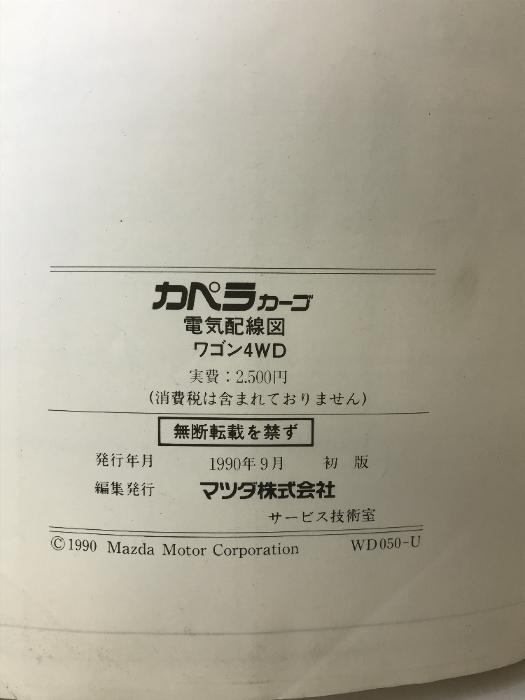 カペラカーゴ
電気配線図
ワゴン4WD
実費：2.500円
(消費税は含まれておりません)
無断転載を禁ず
発行年月 1990年9月 初版
編集発行 マツダ株式会社
サービス技術室
©1990 Mazda Motor Corporation WD050-U